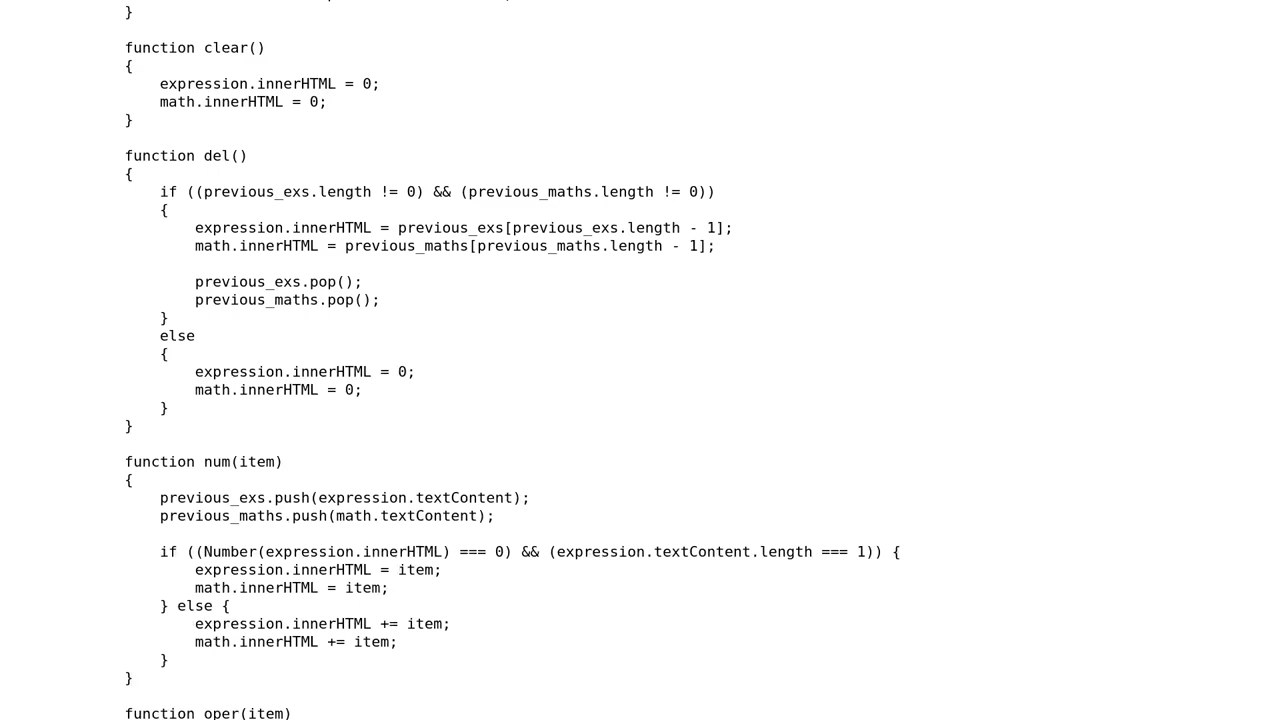 }
function clear()
{
expression.innerHTML = 0;
math.innerHTML = 0;
}
function del()
{
if ((previous_exs.length != 0) && (previous_maths.length != 0))
{
expression.innerHTML = previous_exs[previous_exs.length - 1];
math.innerHTML = previous_maths[previous_maths.length - 1];
previous_exs.pop();
previous_maths.pop();
}
else
{
expression.innerHTML = 0;
math.innerHTML = 0;
}
}
function num(item)
{
previous_exs.push(expression.textContent);
previous_maths.push(math.textContent);
if ((Number(expression.innerHTML) === 0) && (expression.textContent.length === 1)) {
expression.innerHTML = item;
math.innerHTML = item;
} else {
expression.innerHTML += item;
math.innerHTML += item;
}
}
function oper(item)